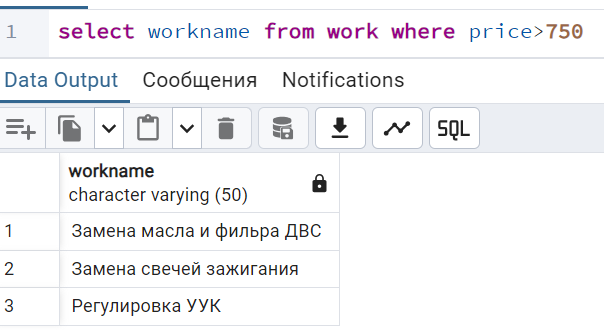 1 select workname from work where price>750
Data Output Сообщения Notifications
SQL
workname
character varying (50)
1 Замена масла и фильра ДВС
2 Замена свечей зажигания
3 Регулировка УУК